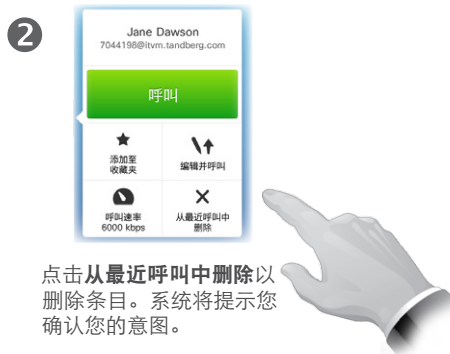 2
Jane Dawson
7044198@itvm.tandberg.com
呼叫
添加至
收藏夹
编辑并呼叫
呼叫速率
6000 kbps
从最近呼叫中
删除
点击从最近呼叫中删除以
删除条目。系统将提示您
确认您的意图。